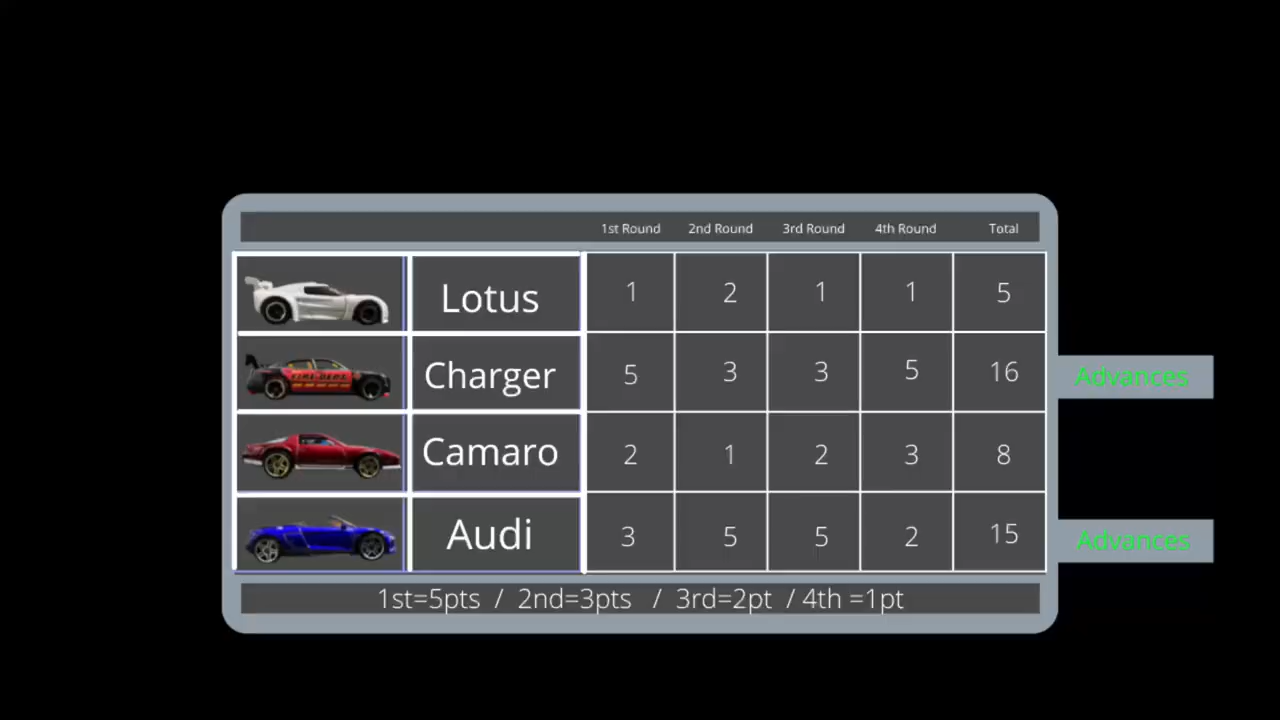 1st Round 2nd Round 3rd Round 4th Round Total
Lotus 1 2 1 1 5
FIRE DEPT.
Charger 5 3 3 5 16 Advances
Camaro 2 1 2 3 8
Audi 3 5 5 2 15 Advances
1st=5pts / 2nd=3pts / 3rd=2pt / 4th =1pt